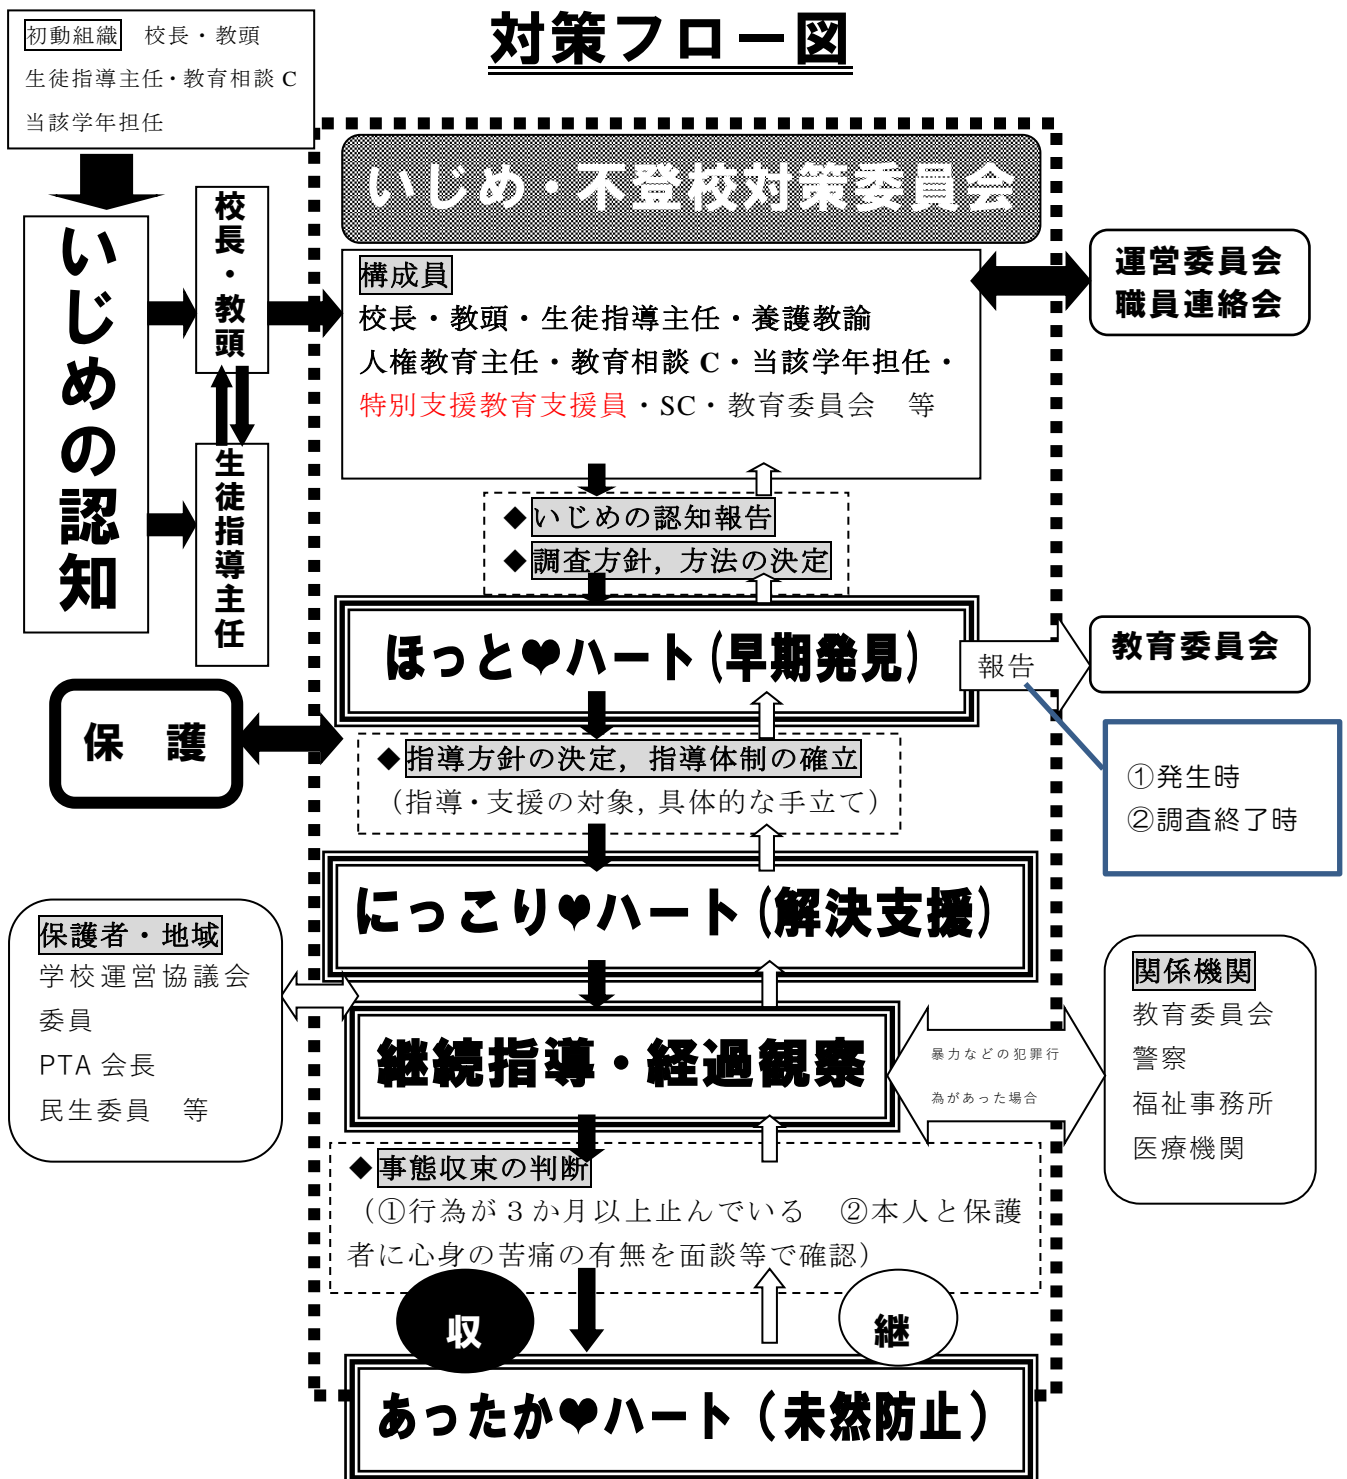 対策フロー図
初動組織　校長・教頭
生徒指導主任・教育相談 C
当該学年担任
いじめの認知
校長・教頭
生徒指導主任
いじめ・不登校対策委員会
構成員
校長・教頭・生徒指導主任・養護教諭
人権教育主任・教育相談 C・当該学年担任・
特別支援教育支援員・SC・教育委員会　等
運営委員会
職員連絡会
◆いじめの認知報告
◆調査方針，方法の決定
ほっと♥ハート(早期発見)
報告
教育委員会
①発生時
②調査終了時
保　護
◆指導方針の決定，指導体制の確立
（指導・支援の対象，具体的な手立て）
にっこり♥ハート(解決支援)
保護者・地域
学校運営協議会
委員
PTA 会長
民生委員　等
継続指導・経過観察
暴力などの犯罪行
為があった場合
関係機関
教育委員会
警察
福祉事務所
医療機関
◆事態収束の判断
（①行為が３か月以上止んでいる　②本人と保護
者に心身の苦痛の有無を面談等で確認）
収
継
あったか♥ハート（未然防止）